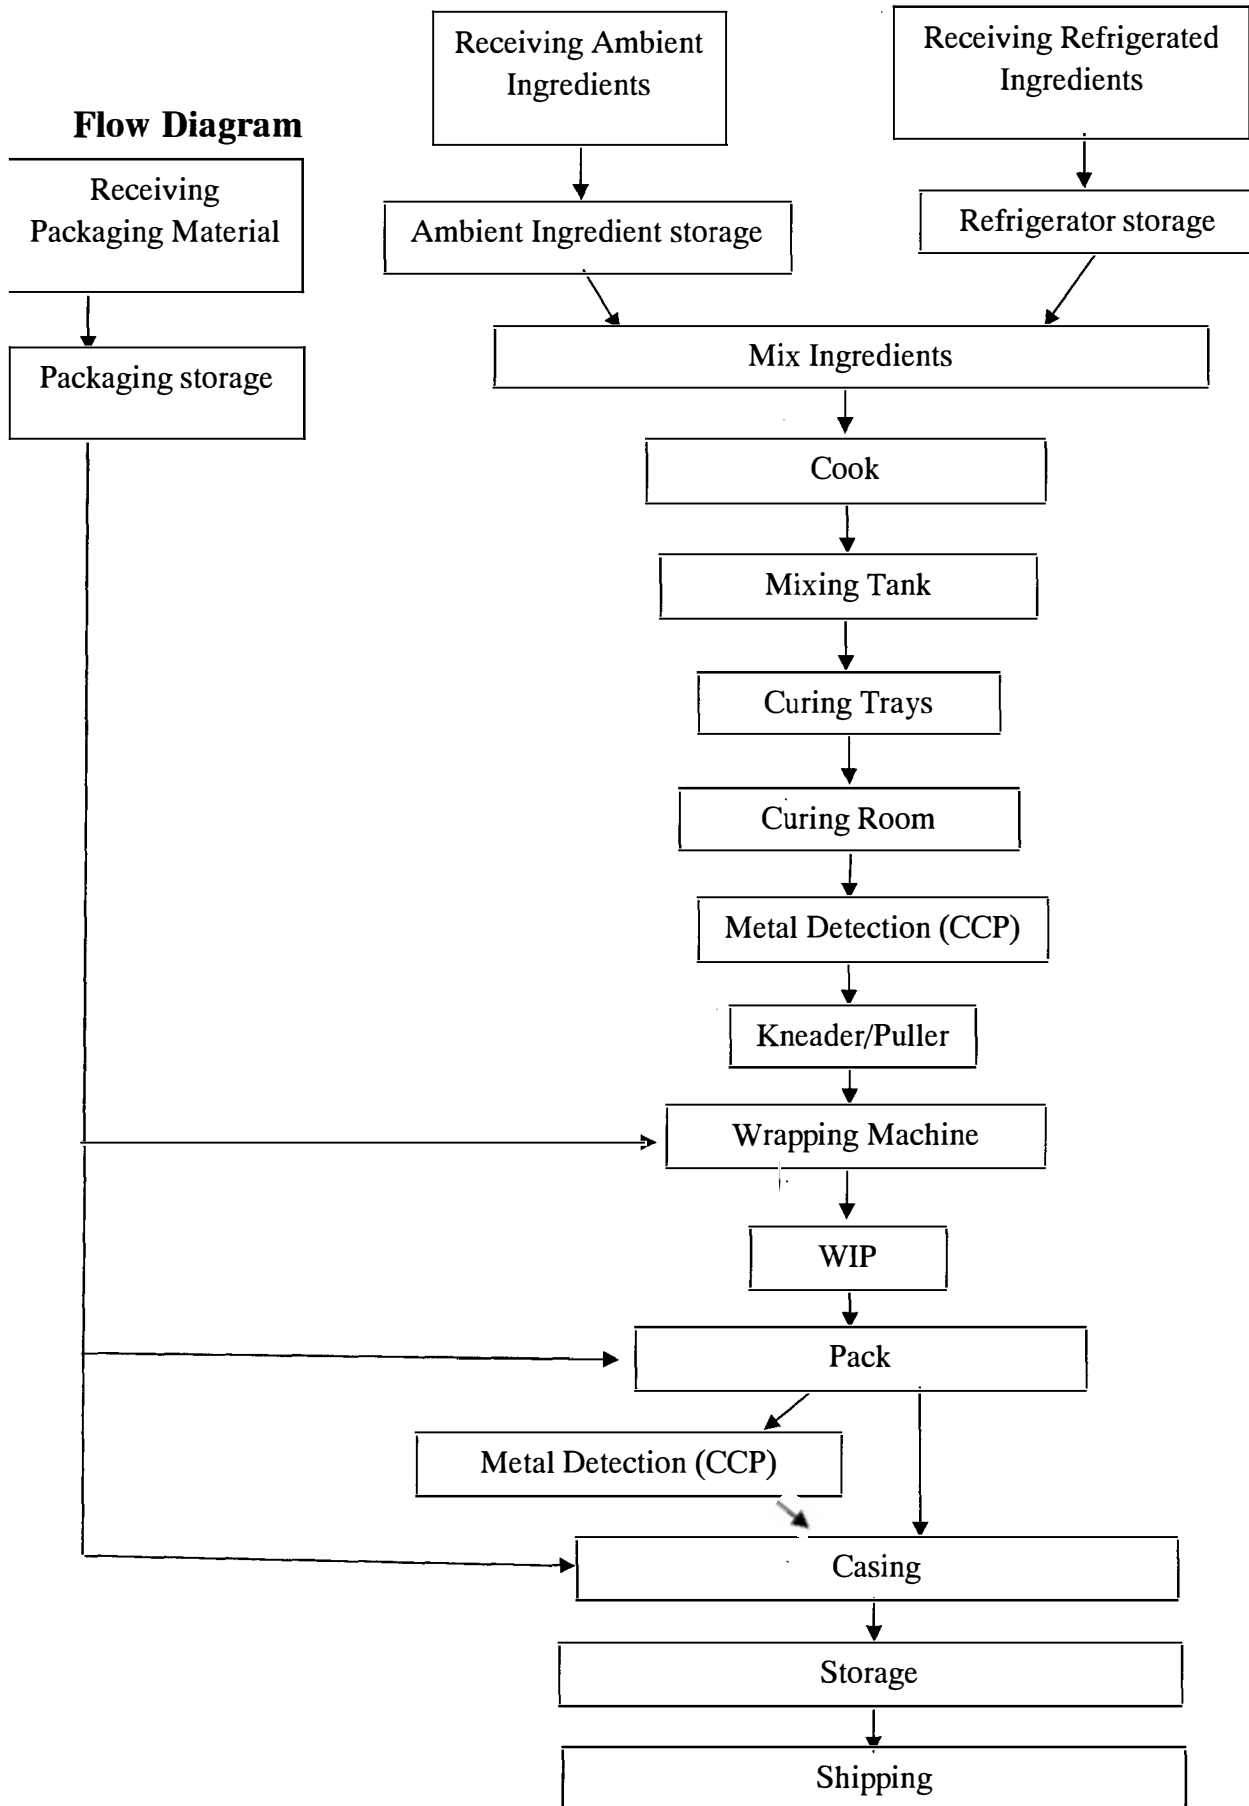 Receiving Ambient
Ingredients
Receiving Refrigerated
Ingredients
Flow Diagram
Receiving
Packaging Material
Ambient Ingredient storage
Refrigerator storage
Packaging storage
Mix Ingredients
Cook
Mixing Tank
Curing Trays
Curing Room
Metal Detection (CCP)
Kneader/Puller
Wrapping Machine
WIP
Pack
Metal Detection (CCP)
Casing
Storage
Shipping